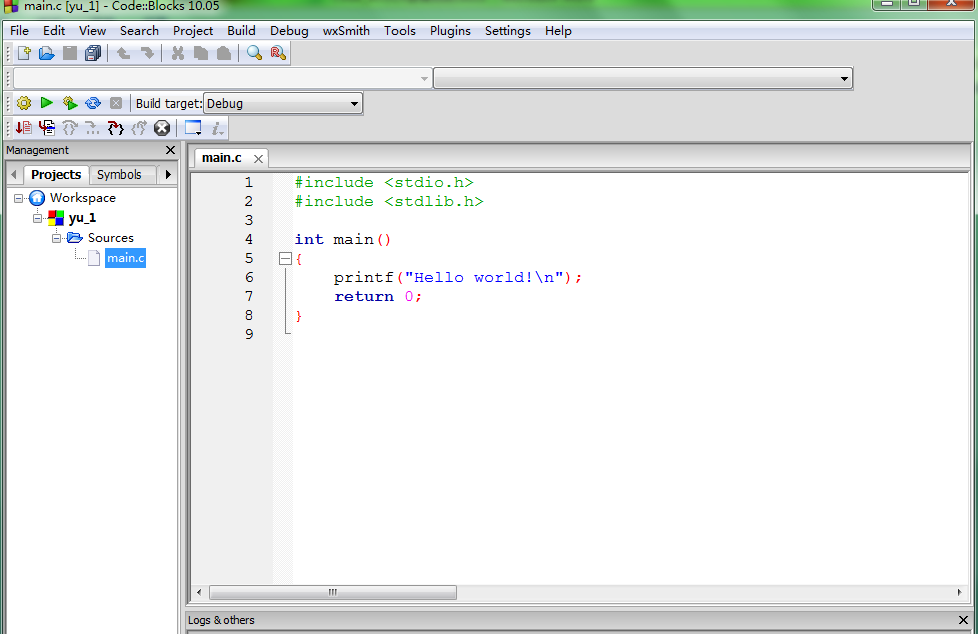 main.c [yu_1] - Code::Blocks 10.05
File Edit View Search Project Build Debug wxSmith Tools Plugins Settings Help
Build target: Debug
Management
Projects Symbols
Workspace
yu_1
Sources
main.c
main.c
1 #include <stdio.h>
2 #include <stdlib.h>
3
4 int main()
5 {
6 printf("Hello world!\n");
7 return 0;
8 }
9
Logs & others